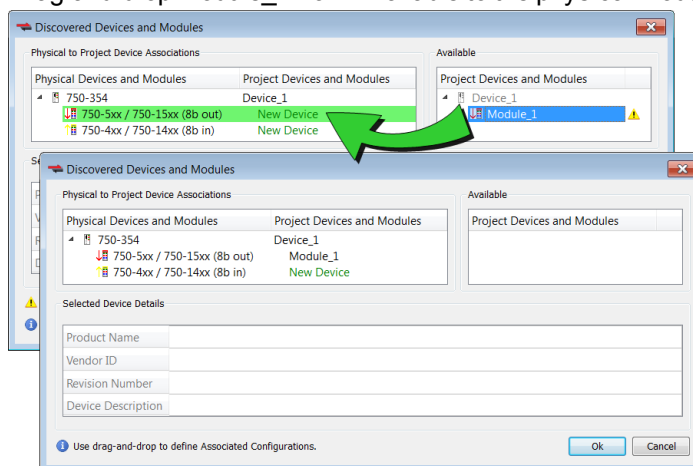 Discovered Devices and Modules
Physical to Project Device Associations
Available
Physical Devices and Modules Project Devices and Modules
Project Devices and Modules
750-354 Device_1
Device_1
750-5xx / 750-15xx (8b out) New Device
Module_1
750-4xx / 750-14xx (8b in) New Device
Discovered Devices and Modules
Physical to Project Device Associations
Available
Physical Devices and Modules Project Devices and Modules
Project Devices and Modules
750-354 Device_1
750-5xx / 750-15xx (8b out) Module_1
750-4xx / 750-14xx (8b in) New Device
Selected Device Details
Product Name
Vendor ID
Revision Number
Device Description
Use drag-and-drop to define Associated Configurations.
Ok Cancel